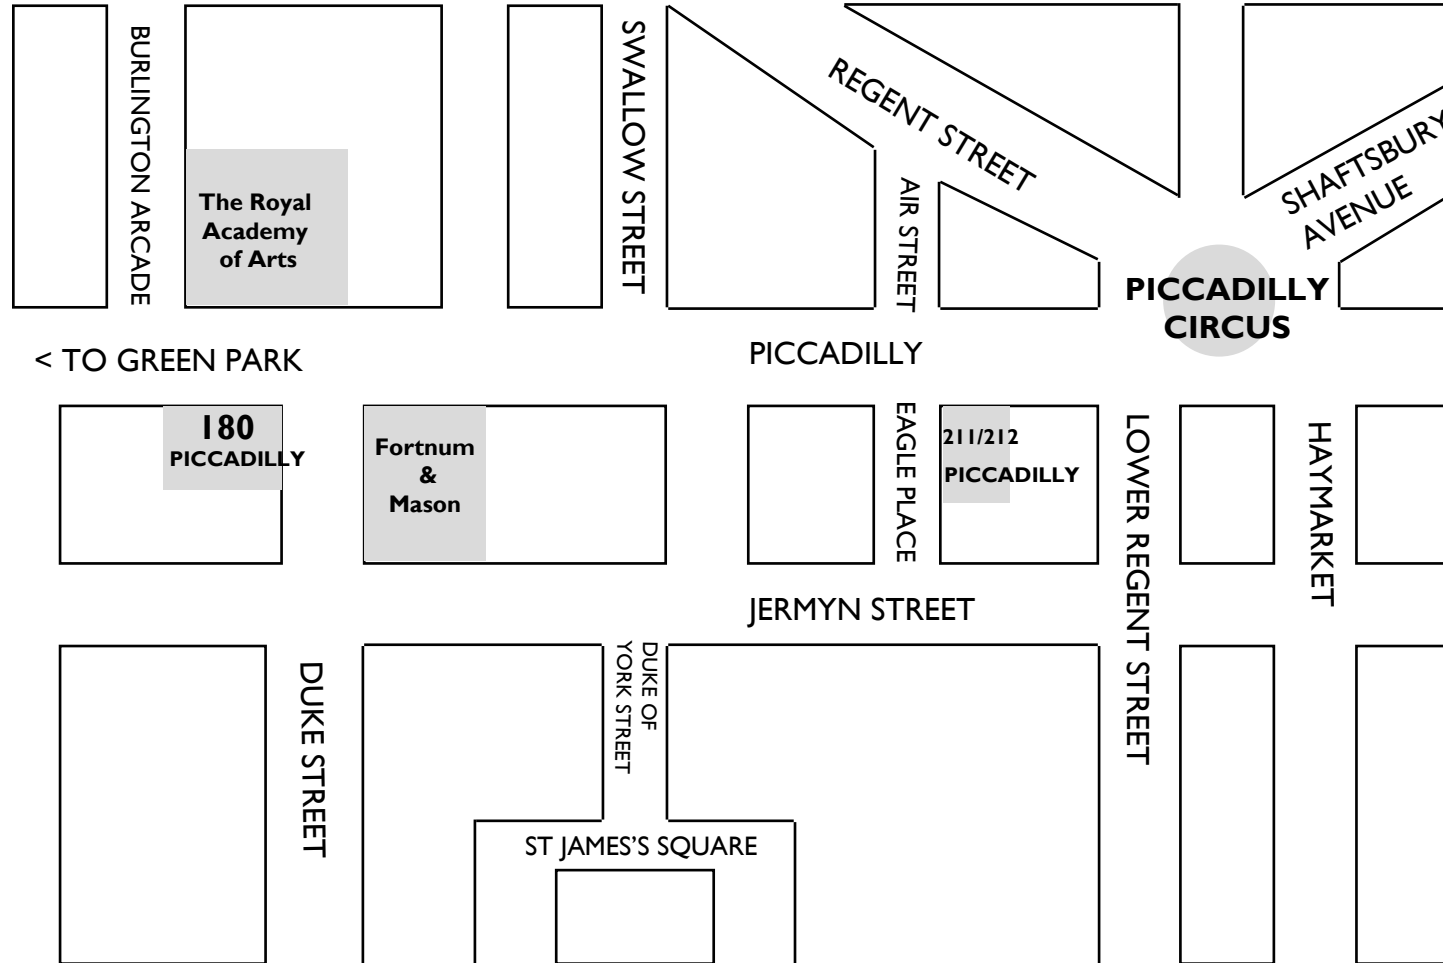 BURLINGTON ARCADE
The Royal
Academy
of Arts
SWALLOW STREET
REGENT STREET
AIR STREET
SHAFTSBURY
AVENUE
PICCADILLY
CIRCUS
< TO GREEN PARK
PICCADILLY
180
PICCADILLY
Fortnum
&
Mason
EAGLE PLACE
211/212
PICCADILLY
LOWER REGENT STREET
HAYMARKET
JERMYN STREET
DUKE STREET
DUKE OF
YORK STREET
ST JAMES'S SQUARE